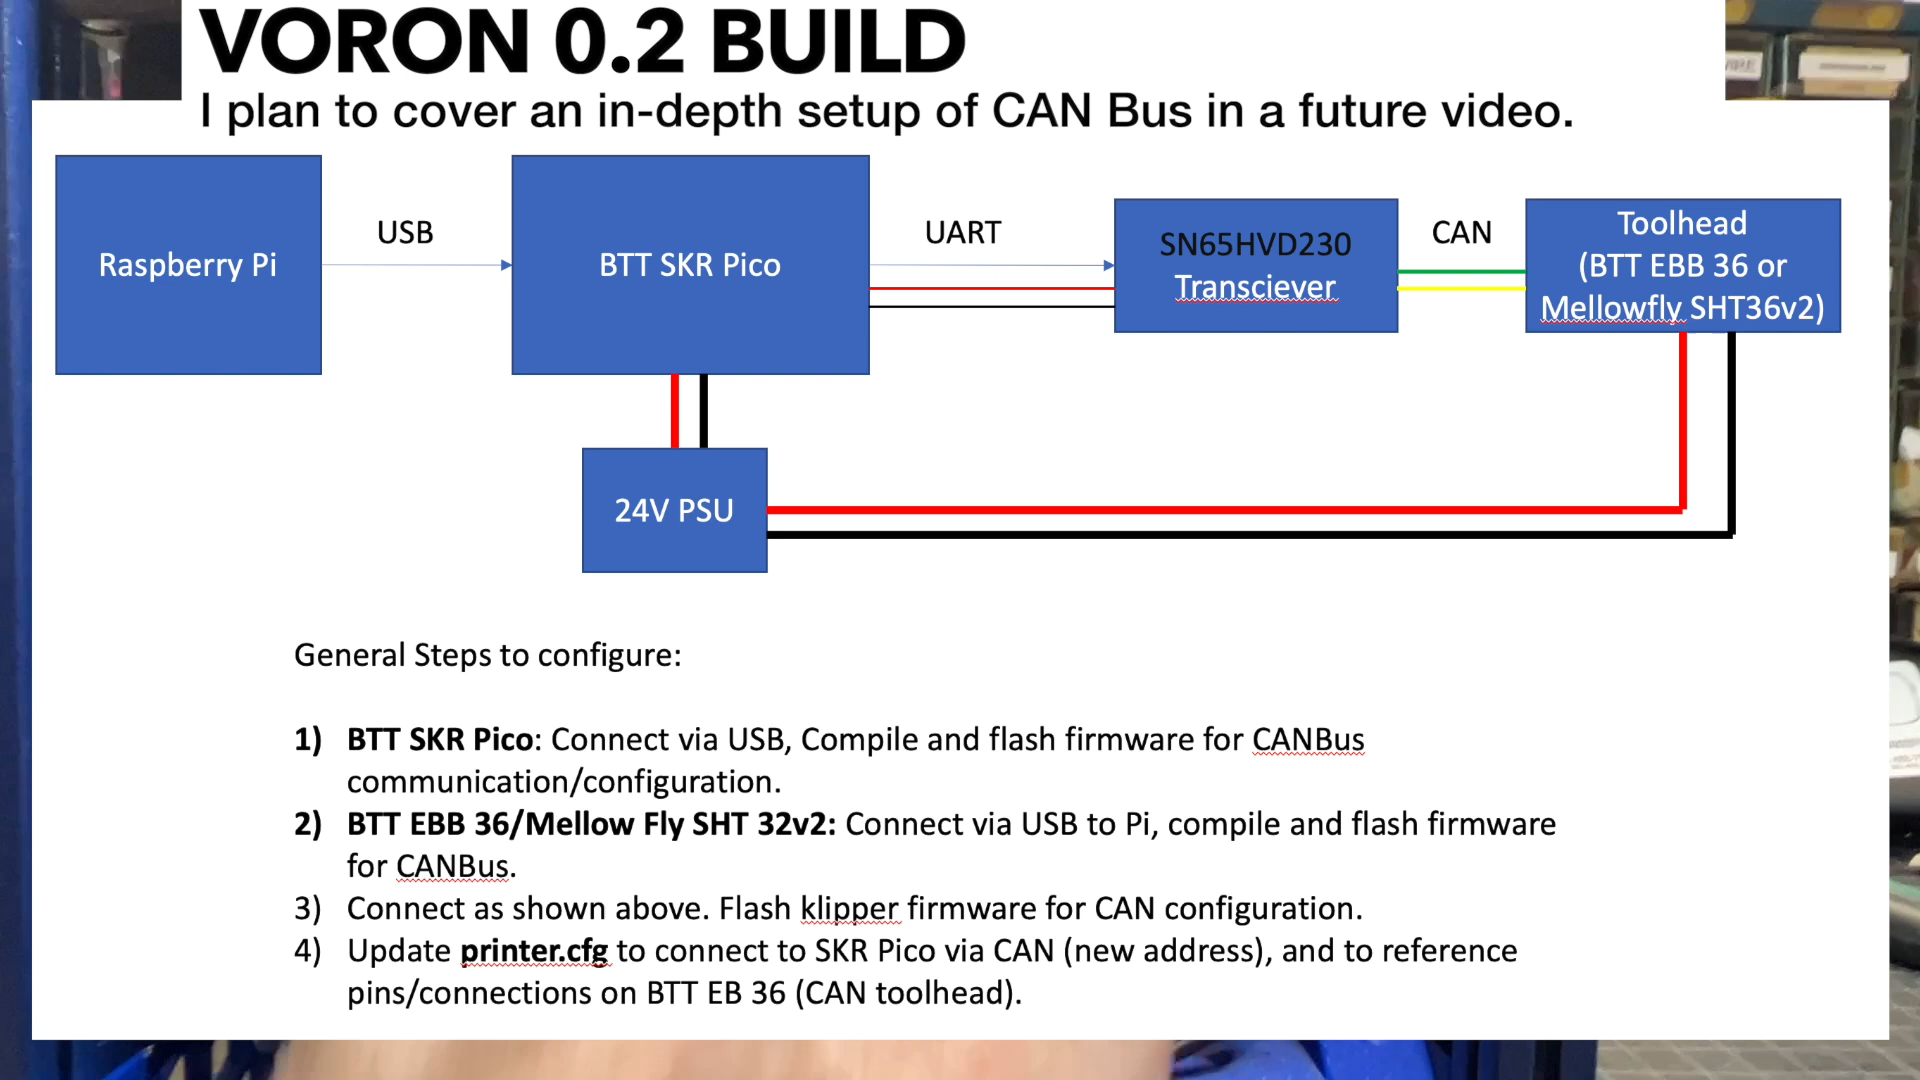 VORON 0.2 BUILD
I plan to cover an in-depth setup of CAN Bus in a future video.
Raspberry Pi
USB
BTT SKR Pico
UART
SN65HVD230
Transciever
CAN
Toolhead
(BTT EBB 36 or
Mellowfly SHT36v2)
24V PSU
General Steps to configure:
1) BTT SKR Pico: Connect via USB, Compile and flash firmware for CANBus
communication/configuration.
2) BTT EBB 36/Mellow Fly SHT 32v2: Connect via USB to Pi, compile and flash firmware
for CANBus.
3) Connect as shown above. Flash klipper firmware for CAN configuration.
4) Update printer.cfg to connect to SKR Pico via CAN (new address), and to reference
pins/connections on BTT EB 36 (CAN toolhead).